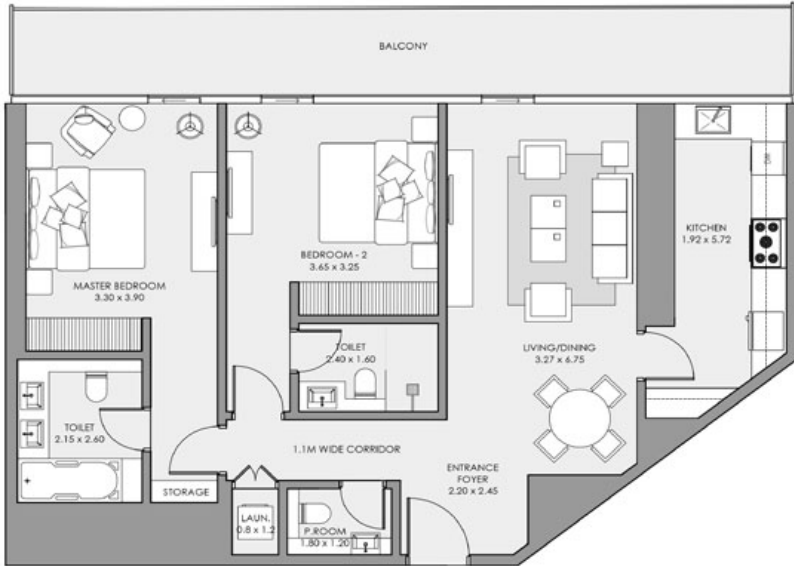 BALCONY
MASTER BEDROOM
3.30 x 3.90
BEDROOM - 2
3.65 x 3.25
KITCHEN
1.92 x 5.72
DW
TOILET
2.40 x 1.60
LIVING/DINING
3.27 x 6.75
TOILET
2.15 x 2.60
1.1M WIDE CORRIDOR
ENTRANCE
FOYER
2.20 x 2.45
STORAGE
LAUN.
0.8 x 1.2
P.ROOM
1.80 x 1.20